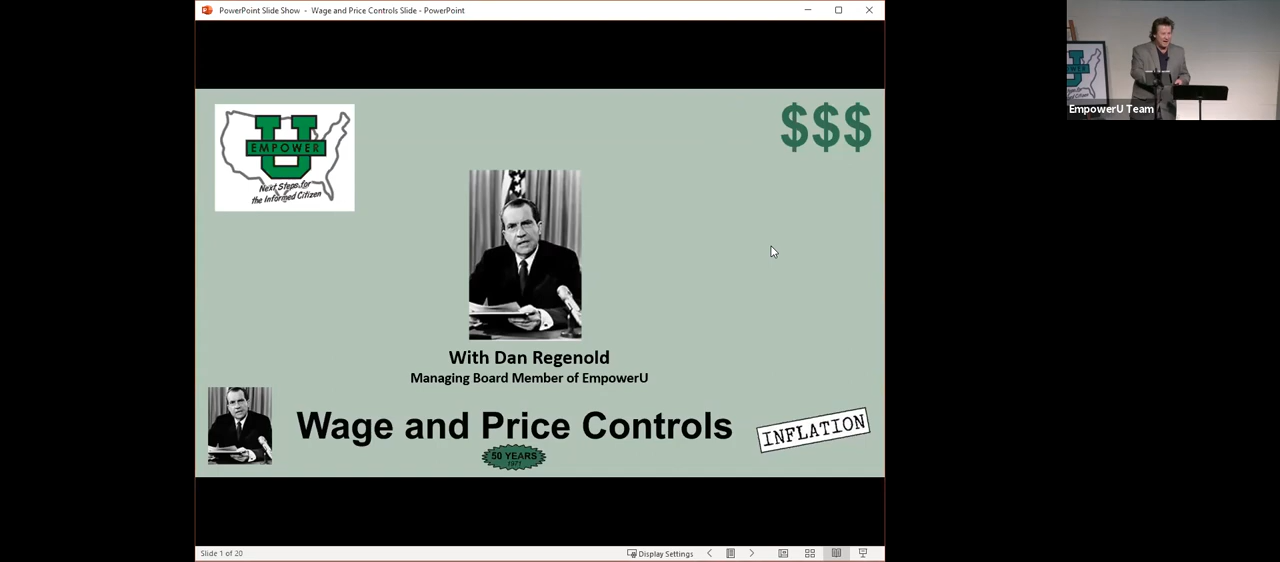 PowerPoint Slide Show - Wage and Price Controls Slide - PowerPoint
U
EMPOWER
Next Steps for
the Informed Citizen
$$$
EmpowerU Team
With Dan Regenold
Managing Board Member of EmpowerU
Wage and Price Controls
INFLATION
50 YEARS
1971
Slide 1 of 20
Display Settings